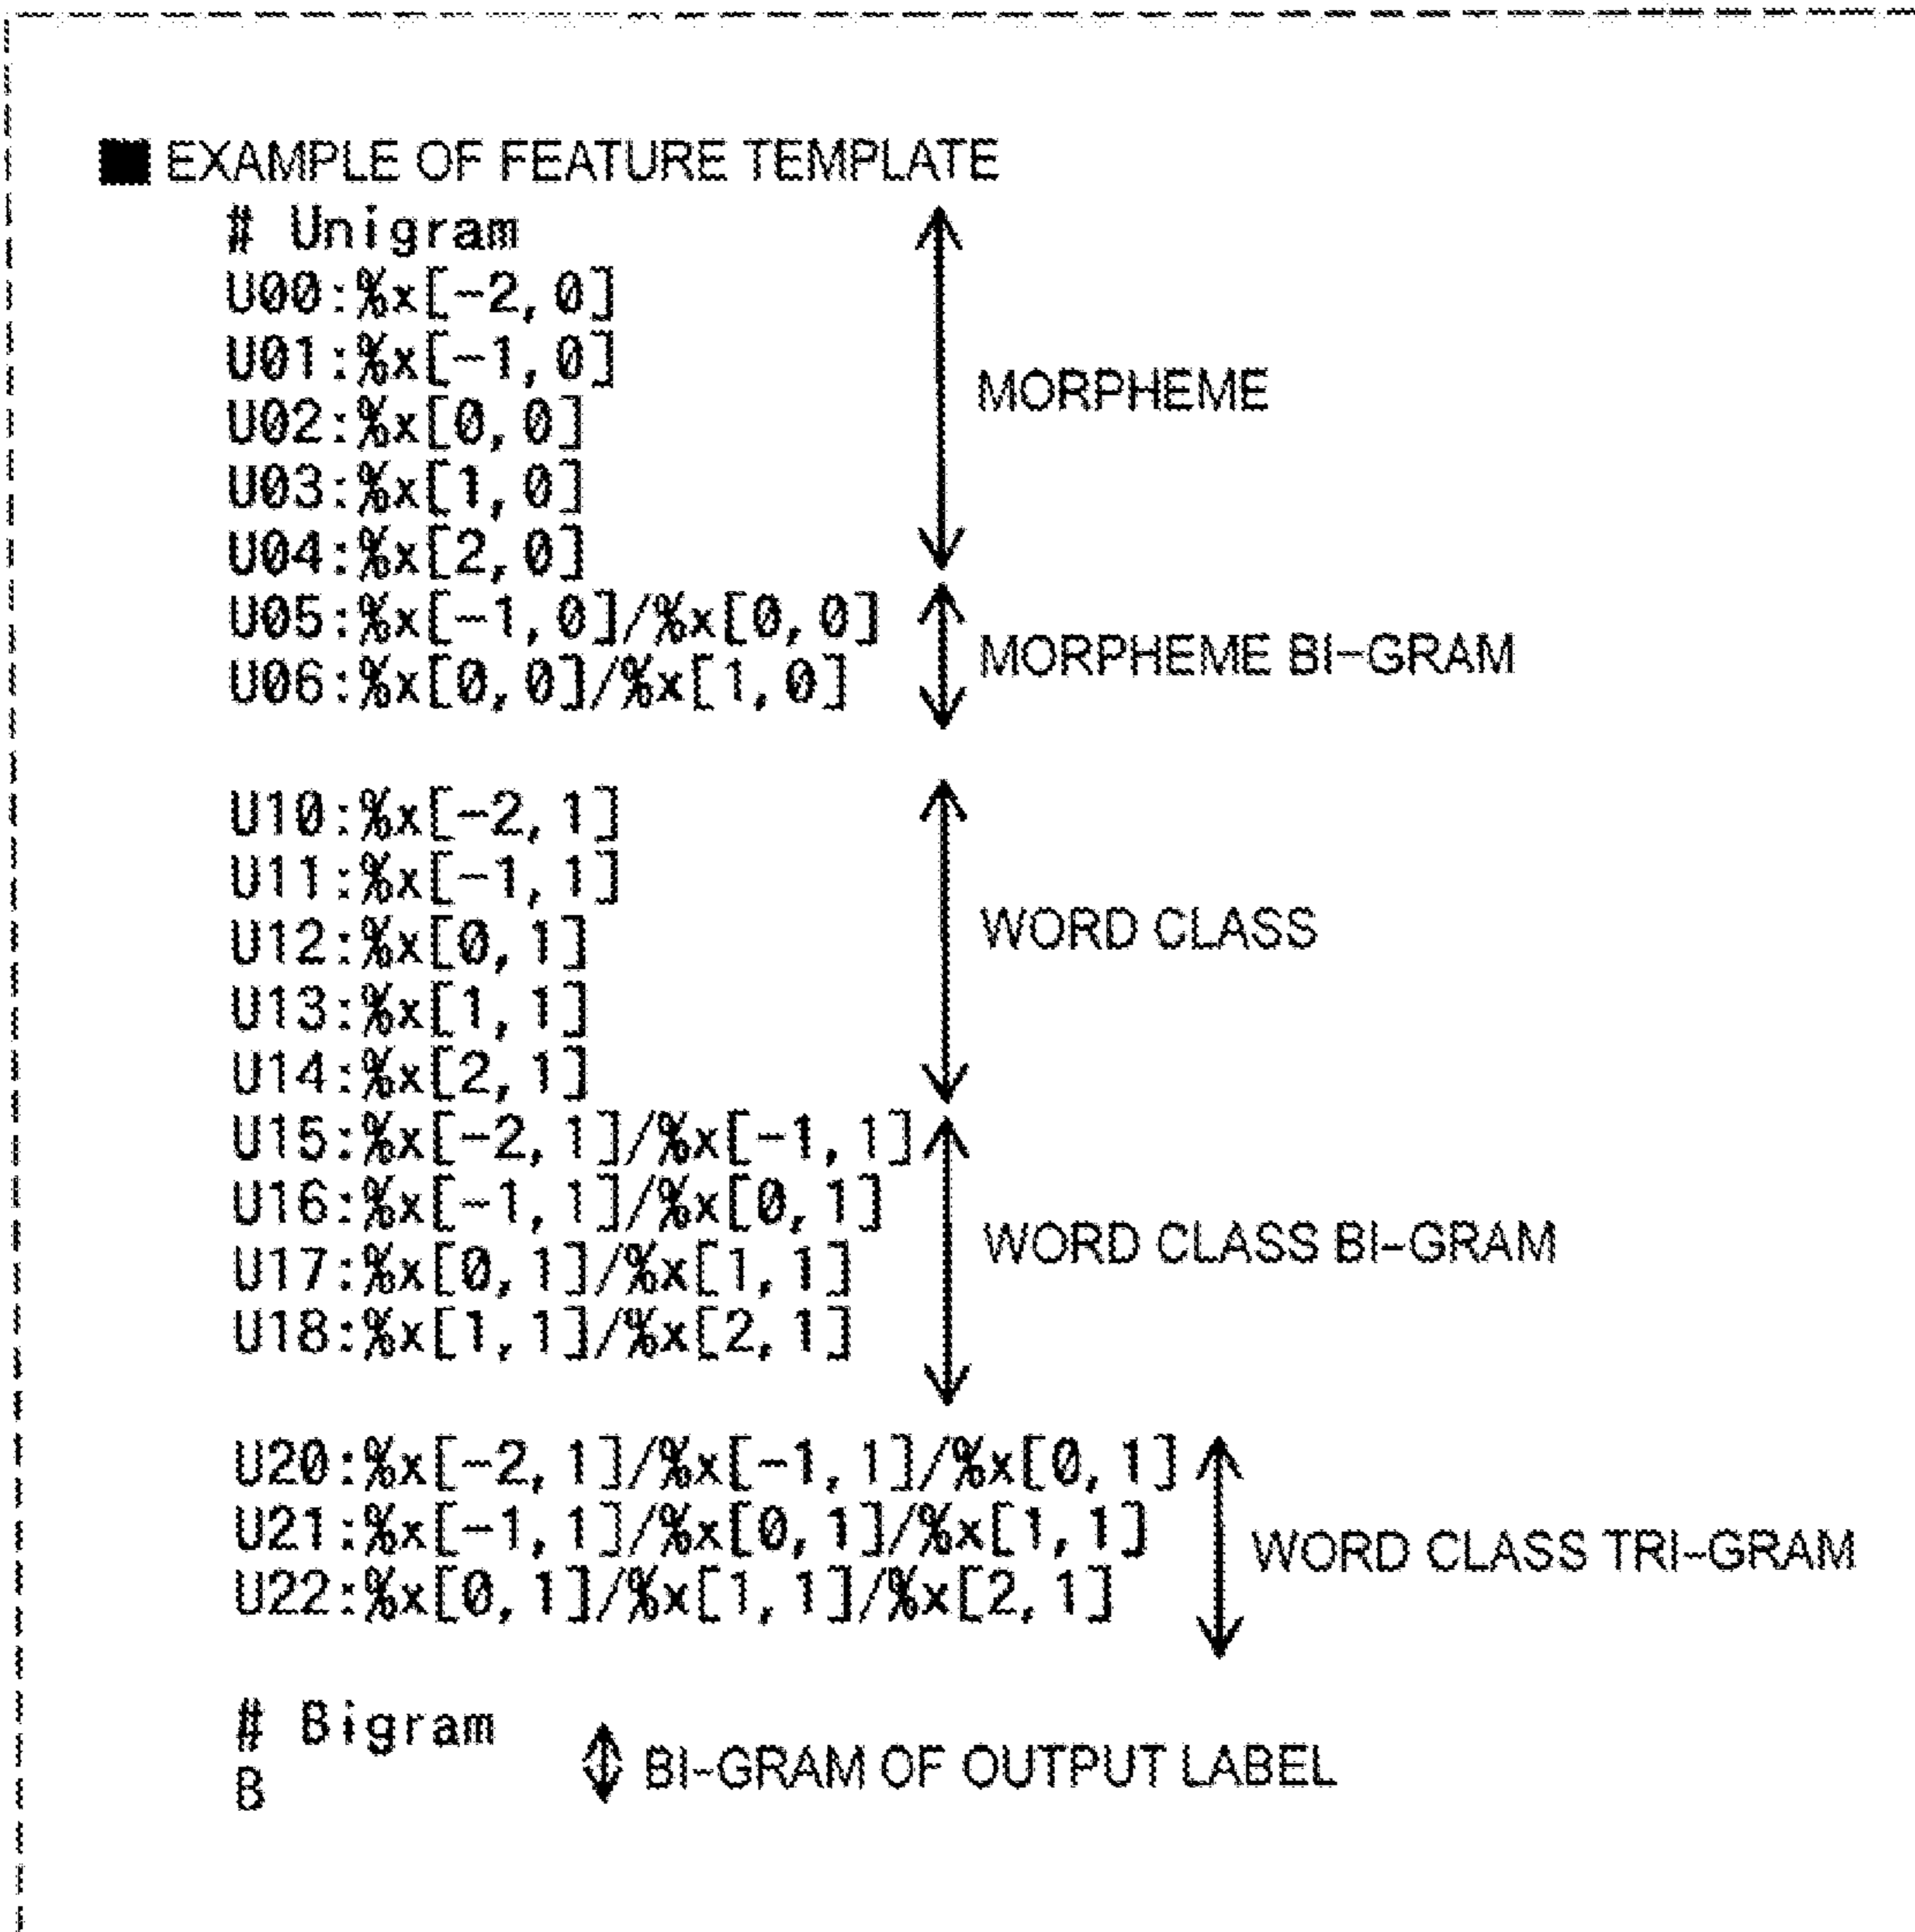 ■ EXAMPLE OF FEATURE TEMPLATE
# Unigram
U00:%x[-2,0]
U01:%x[-1,0]
U02:%x[0,0]
U03:%x[1,0]
U04:%x[2,0]
MORPHEME
U05:%x[-1,0]/%x[0,0]
U06:%x[0,0]/%x[1,0]
MORPHEME BI-GRAM
U10:%x[-2,1]
U11:%x[-1,1]
U12:%x[0,1]
U13:%x[1,1]
U14:%x[2,1]
WORD CLASS
U15:%x[-2,1]/%x[-1,1]
U16:%x[-1,1]/%x[0,1]
U17:%x[0,1]/%x[1,1]
U18:%x[1,1]/%x[2,1]
WORD CLASS BI-GRAM
U20:%x[-2,1]/%x[-1,1]/%x[0,1]
U21:%x[-1,1]/%x[0,1]/%x[1,1]
U22:%x[0,1]/%x[1,1]/%x[2,1]
WORD CLASS TRI-GRAM
# Bigram
B
BI-GRAM OF OUTPUT LABEL